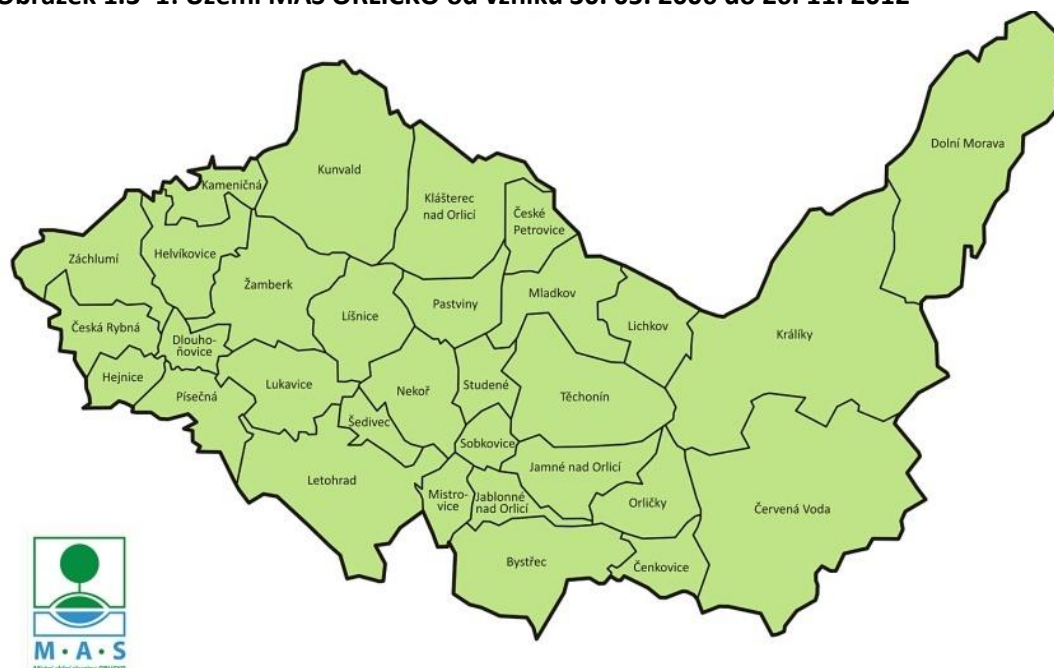 Obrázek 1.3-1: Území MAS ORLICKO od vzniku 30. 03. 2006 do 26. 11. 2012
Dolní Morava
Kunvald
Kameničná
Klášterec
nad Orlicí
České
Petrovice
Helvíkovice
Záchlumí
Žamberk
Mladkov
Pastviny
Líšnice
Lichkov
Králíky
Česká Rybná
Dlouho-
ňovice
Hejnice
Písečná
Lukavice
Nekoř
Studené
Těchonín
Šedivec
Sobkovice
Letohrad
Jamné nad Orlicí
Mistro-
vice
Jablonné
nad Orlicí
Orličky
Červená Voda
Bystřec
Čenkovice
M · A · S